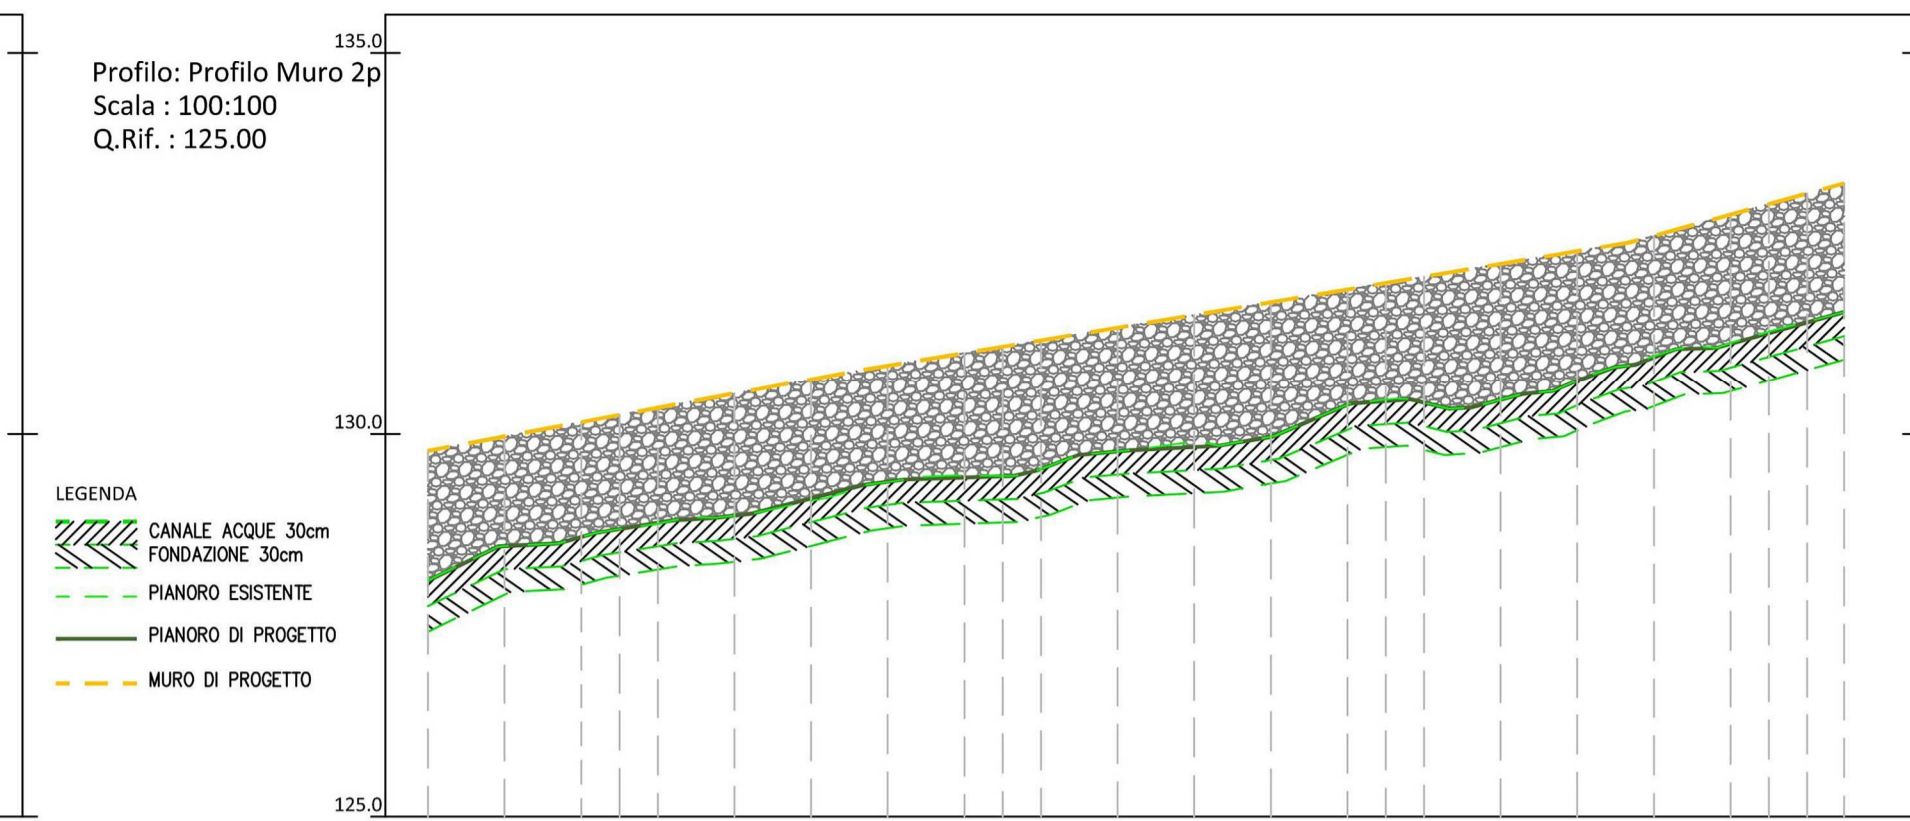 Profilo: Profilo Muro 2p
Scala : 100:100
Q.Rif. : 125.00
135.0
130.0
125.0
LEGENDA
CANALE ACQUE 30cm
FONDAZIONE 30cm
PIANORO ESISTENTE
PIANORO DI PROGETTO
MURO DI PROGETTO